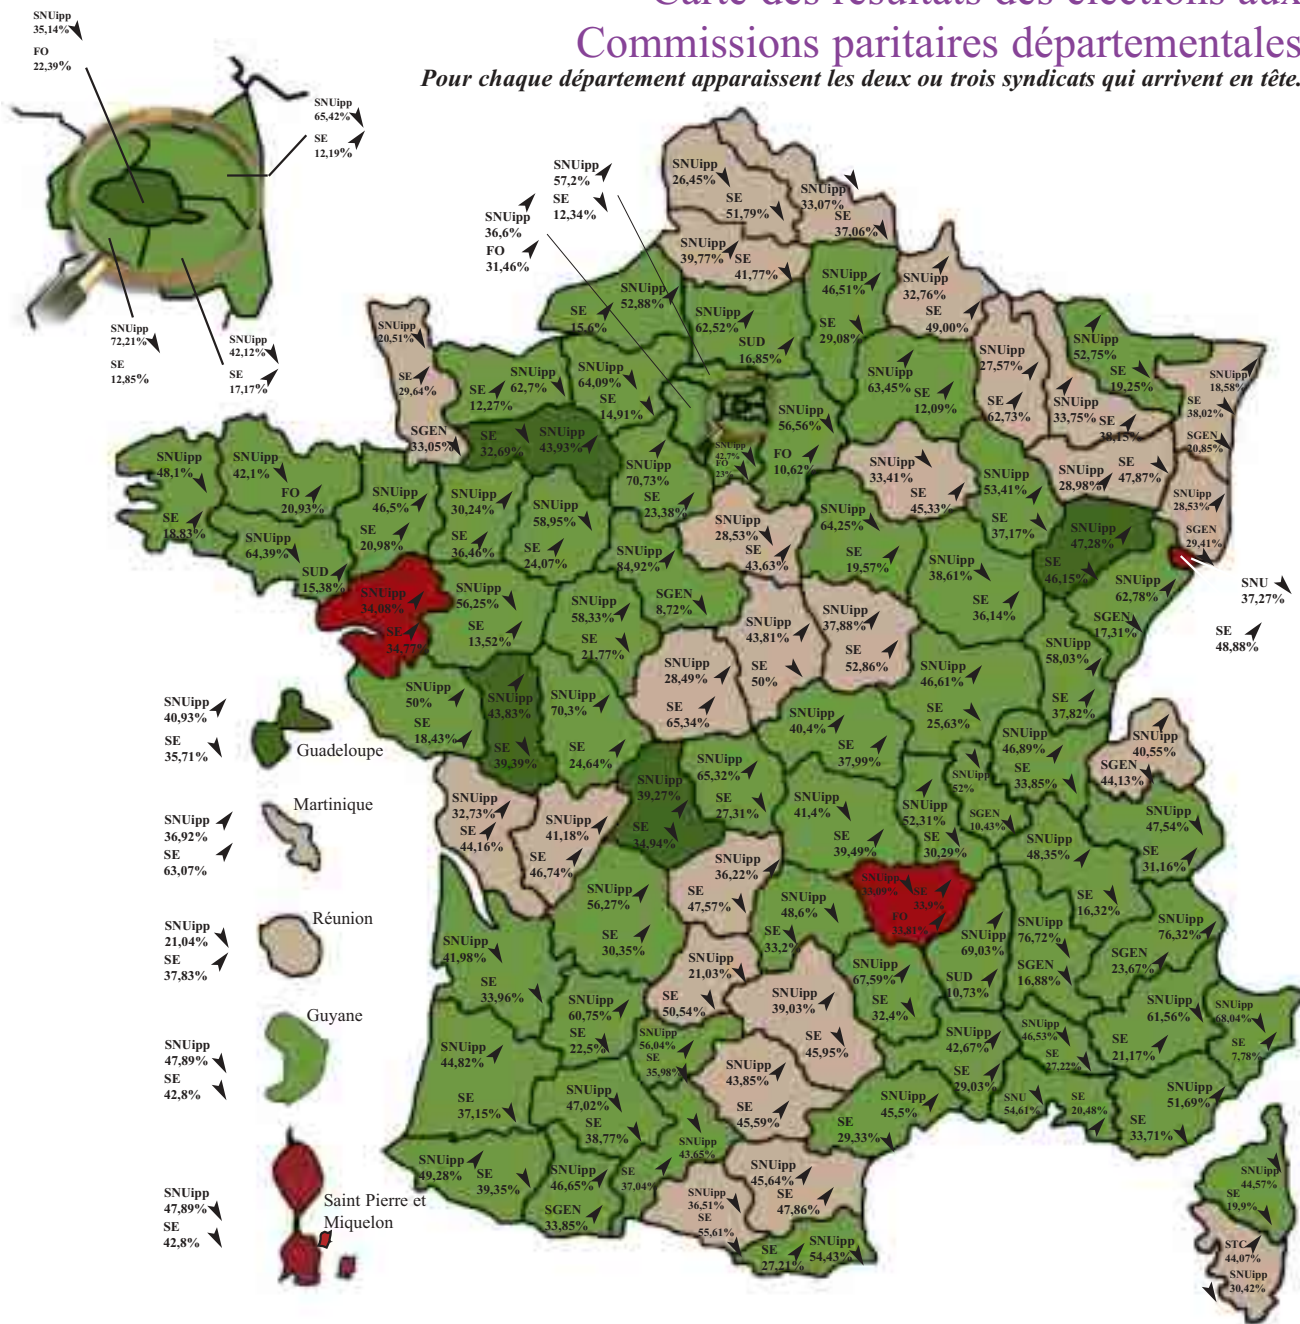 Carte des résultats des élections aux
Commissions paritaires départementales
Pour chaque département apparaissent les deux ou trois syndicats qui arrivent en tête.
SNUipp
35,14%
FO
22,39%
SNUipp
65,42%
SE
12,19%
SNUipp
72,21%
SE
12,85%
SNUipp
42,12%
SE
17,17%
SNUipp
57,2%
SE
12,34%
SNUipp
36,6%
FO
31,46%
SNUipp
26,45%
SE
51,79%
SNUipp
33,07%
SE
37,06%
SNUipp
39,77%
SE
41,77%
SNUipp
52,88%
SE
15,6%
SNUipp
62,52%
SUD
16,85%
SNUipp
46,51%
SE
29,08%
SNUipp
32,76%
SE
49,00%
SNUipp
27,57%
SE
62,73%
SNUipp
33,75%
SE
38,15%
SNUipp
52,75%
SE
19,25%
SNUipp
18,58%
SE
38,02%
SGEN
20,85%
SNUipp
20,51%
SE
29,64%
SGEN
33,05%
SE
12,27%
SNUipp
62,7%
SNUipp
64,09%
SE
14,91%
SNUipp
63,45%
SE
12,09%
SNUipp
56,56%
FO
10,62%
SNUipp
42,7%
FO
23%
SE
32,69%
SNUipp
43,93%
SNUipp
70,73%
SE
23,38%
SNUipp
33,41%
SE
45,33%
SNUipp
53,41%
SE
37,17%
SNUipp
28,98%
SE
47,87%
SNUipp
28,53%
SGEN
29,41%
SNU
37,27%
SE
48,88%
SNUipp
48,1%
SE
18,83%
SNUipp
42,1%
FO
20,93%
SNUipp
64,39%
SUD
15,38%
SNUipp
46,5%
SE
20,98%
SNUipp
30,24%
SE
36,46%
SNUipp
58,95%
SE
24,07%
SNUipp
28,53%
SE
43,63%
SNUipp
64,25%
SE
19,57%
SNUipp
38,61%
SE
36,14%
SNUipp
47,28%
SE
46,15%
SNUipp
62,78%
SGEN
17,31%
SNUipp
84,92%
SGEN
8,72%
SNUipp
34,08%
SE
34,77%
SNUipp
56,25%
SE
13,52%
SNUipp
58,33%
SE
21,77%
SNUipp
28,49%
SE
65,34%
SNUipp
43,81%
SE
50%
SNUipp
37,88%
SE
52,86%
SNUipp
46,61%
SE
25,63%
SNUipp
58,03%
SE
37,82%
SNUipp
50%
SE
18,43%
SNUipp
43,83%
SE
39,39%
SNUipp
70,3%
SE
24,64%
SNUipp
40,4%
SE
37,99%
SNUipp
46,89%
SE
33,85%
SNUipp
40,55%
SGEN
44,13%
SNUipp
32,73%
SE
44,16%
SNUipp
41,18%
SE
46,74%
SNUipp
39,27%
SE
34,94%
SNUipp
65,32%
SE
27,31%
SNUipp
41,4%
SE
39,49%
SNUipp
52,31%
SE
30,29%
SNUipp
52%
SGEN
10,43%
SNUipp
47,54%
SE
31,16%
SNUipp
48,35%
SE
16,32%
SNUipp
56,27%
SE
30,35%
SNUipp
36,22%
SE
47,57%
SNUipp
48,6%
SE
33,2%
SNUipp
33,09%
SE
33,9%
FO
33,81%
SNUipp
69,03%
SUD
10,73%
SNUipp
76,72%
SGEN
16,88%
SNUipp
76,32%
SGEN
23,67%
SNUipp
41,98%
SE
33,96%
SNUipp
60,75%
SE
22,5%
SNUipp
21,03%
SE
50,54%
SNUipp
39,03%
SE
45,95%
SNUipp
67,59%
SE
32,4%
SNUipp
61,56%
SE
21,17%
SNUipp
68,04%
SE
7,78%
SNUipp
44,82%
SE
37,15%
SNUipp
47,02%
SE
38,77%
SNUipp
56,04%
SE
35,98%
SNUipp
43,85%
SE
45,59%
SNUipp
42,67%
SE
29,03%
SNUipp
46,53%
SE
27,22%
SNUipp
45,5%
SE
29,33%
SNU
54,61%
SE
20,48%
SNUipp
51,69%
SE
33,71%
SNUipp
49,28%
SE
39,35%
SNUipp
46,65%
SGEN
33,85%
SNUipp
43,65%
SE
37,04%
SNUipp
36,51%
SE
55,61%
SNUipp
45,64%
SE
47,86%
SE
27,21%
SNUipp
54,43%
SNUipp
44,57%
SE
19,9%
STC
44,07%
SNUipp
30,42%
SNUipp
40,93%
SE
35,71%
Guadeloupe
Martinique
SNUipp
36,92%
SE
63,07%
Réunion
SNUipp
21,04%
SE
37,83%
Guyane
SNUipp
47,89%
SE
42,8%
SNUipp
47,89%
SE
42,8%
Saint Pierre et
Miquelon